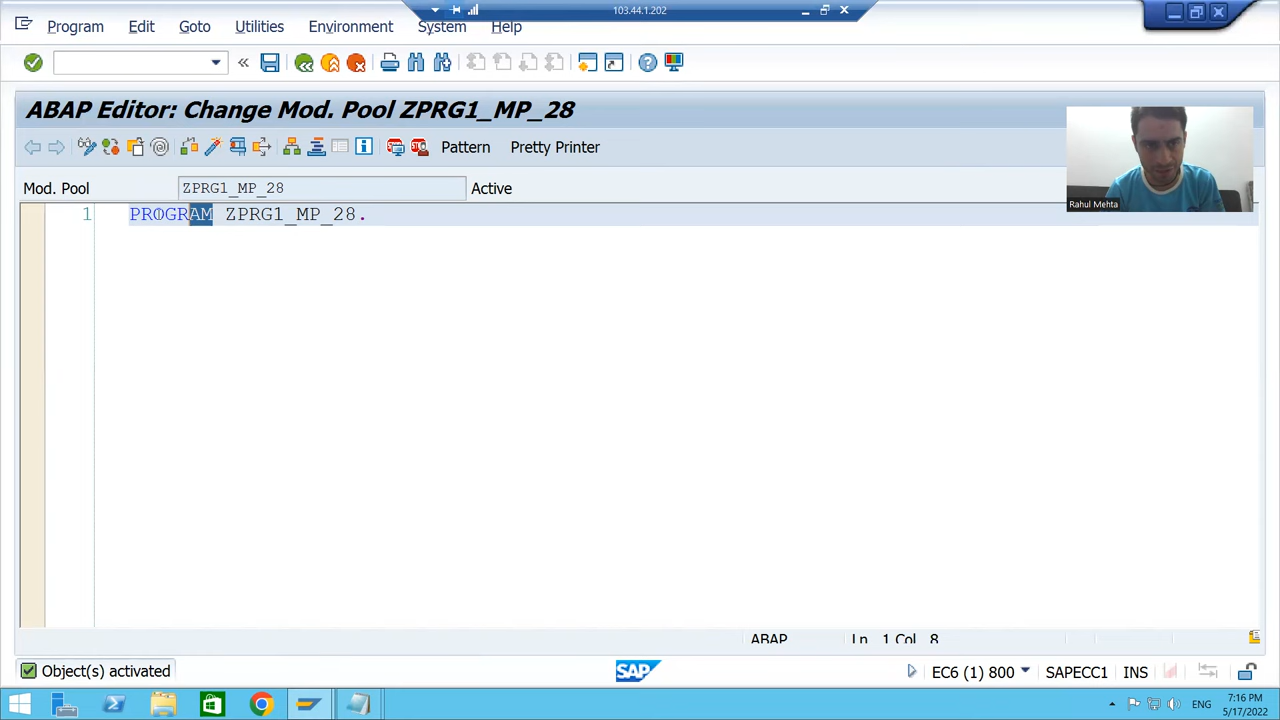 103.44.1.202
Program Edit Goto Utilities Environment System Help
ABAP Editor: Change Mod. Pool ZPRG1_MP_28
Pattern Pretty Printer
Mod. Pool ZPRG1_MP_28 Active
1 PROGRAM ZPRG1_MP_28.
Rahul Mehta
ABAP Ln 1 Col 8
Object(s) activated SAP EC6 (1) 800 SAPECC1 INS
ENG 7:16 PM
5/17/2022